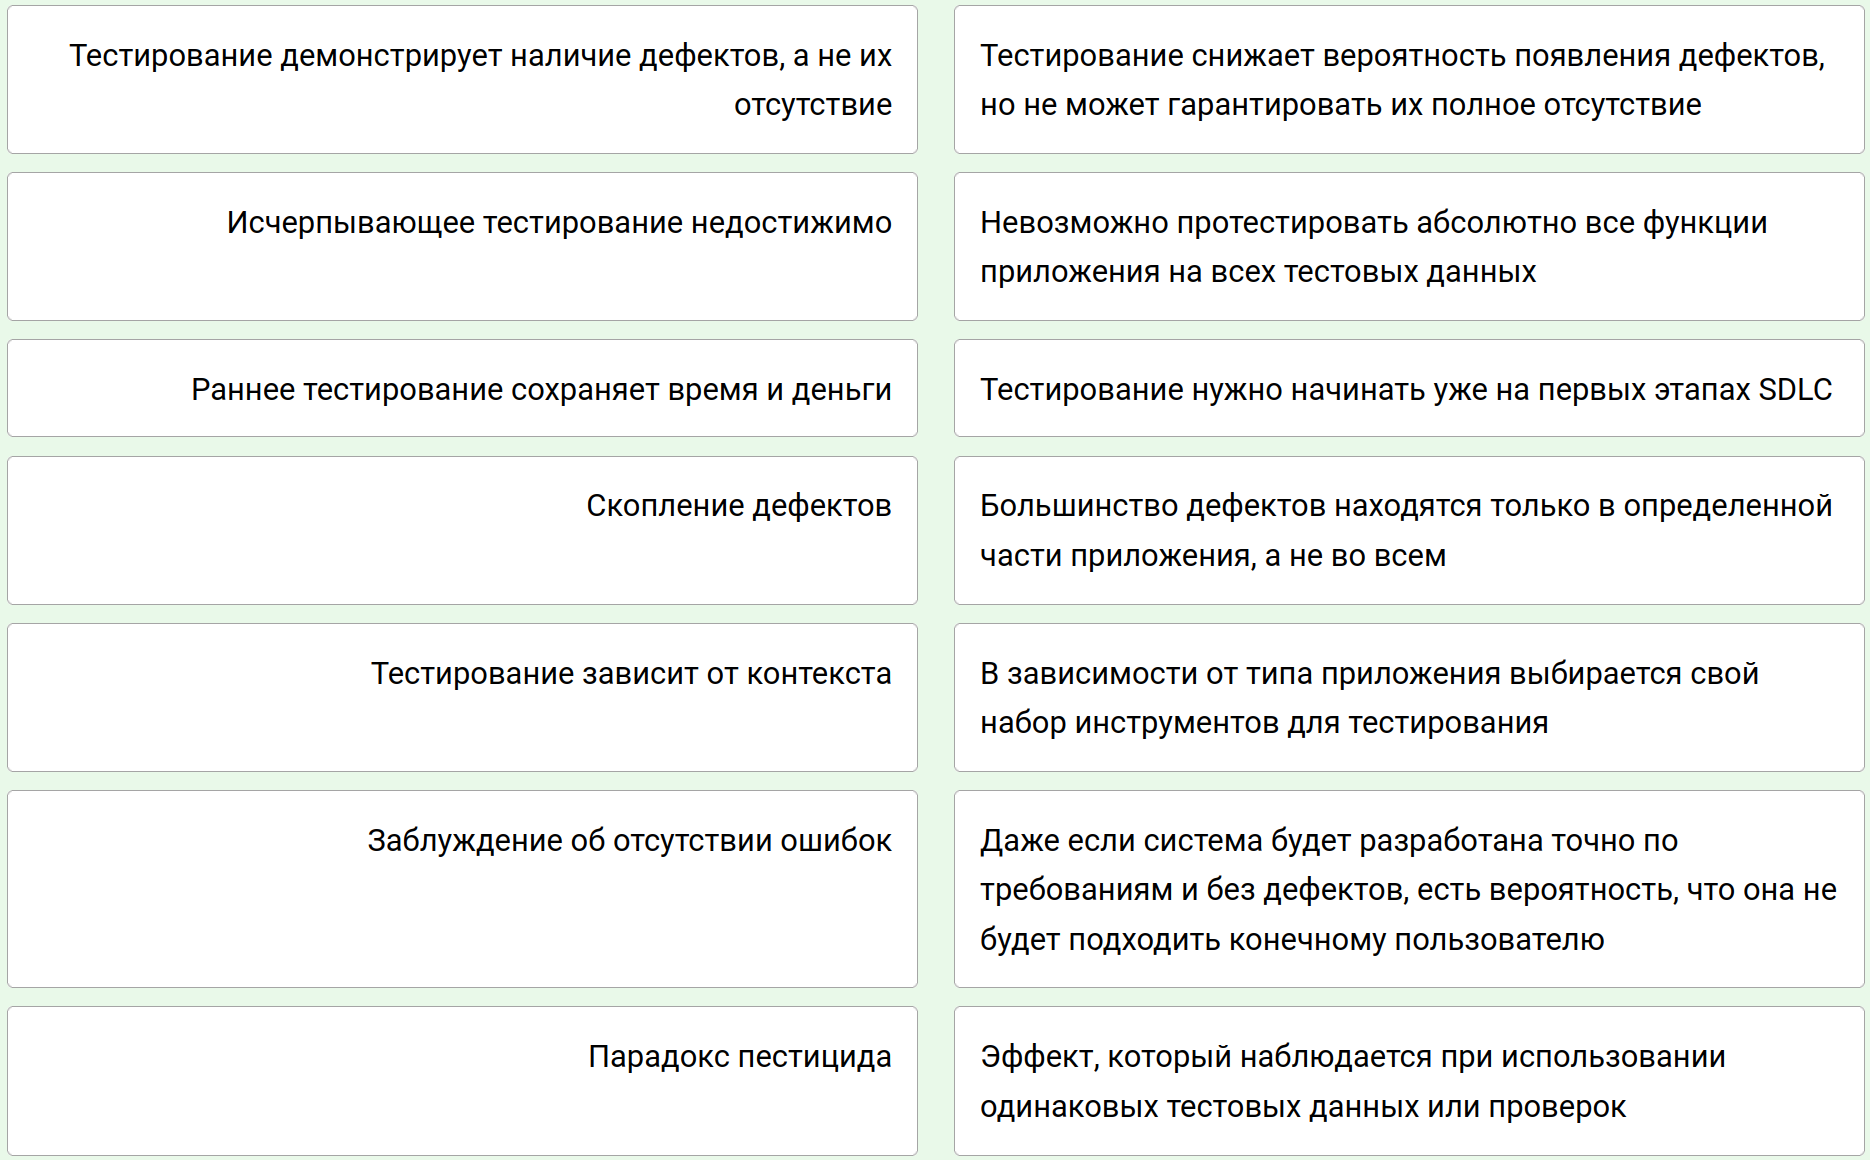 Тестирование демонстрирует наличие дефектов, а не их
отсутствие
Тестирование снижает вероятность появления дефектов,
но не может гарантировать их полное отсутствие
Исчерпывающее тестирование недостижимо
Невозможно протестировать абсолютно все функции
приложения на всех тестовых данных
Раннее тестирование сохраняет время и деньги
Тестирование нужно начинать уже на первых этапах SDLC
Скопление дефектов
Большинство дефектов находятся только в определенной
части приложения, а не во всем
Тестирование зависит от контекста
В зависимости от типа приложения выбирается свой
набор инструментов для тестирования
Заблуждение об отсутствии ошибок
Даже если система будет разработана точно по
требованиям и без дефектов, есть вероятность, что она не
будет подходить конечному пользователю
Парадокс пестицида
Эффект, который наблюдается при использовании
одинаковых тестовых данных или проверок